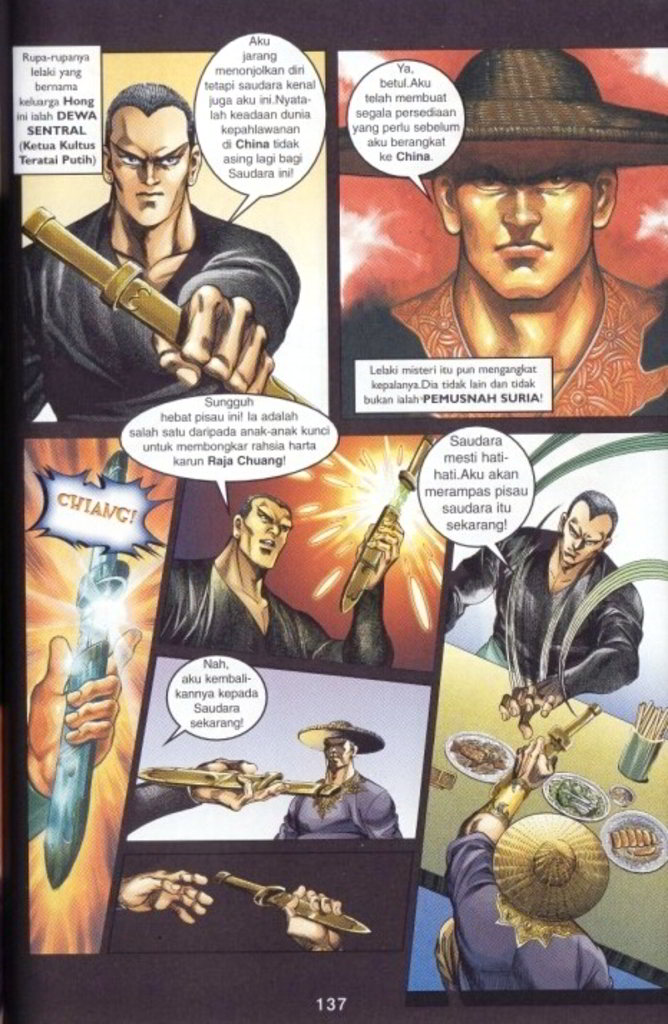 Rupa-rupanya
lelaki yang
bernama
keluarga Hong
ini ialah DEWA
SENTRAL
(Ketua Kultus
Teratai Putih)
Aku
jarang
menonjolkan diri
tetapi saudara kenal
juga aku ini.Nyata-
lah keadaan dunia
kepahlawanan
di China tidak
asing lagi bagi
Saudara ini!
Ya,
betul.Aku
telah membuat
segala persediaan
yang perlu sebelum
aku berangkat
ke China.
Lelaki misteri itu pun mengangkat
kepalanya.Dia tidak lain dan tidak
bukan ialah PEMUSNAH SURIA!
CHIANG!
Sungguh
hebat pisau ini! Ia adalah
salah satu daripada anak-anak kunci
untuk membongkar rahsia harta
karun Raja Chuang!
Saudara
mesti hati-
hati.Aku akan
merampas pisau
saudara itu
sekarang!
Nah,
aku kembali-
kannya kepada
Saudara
sekarang!
137